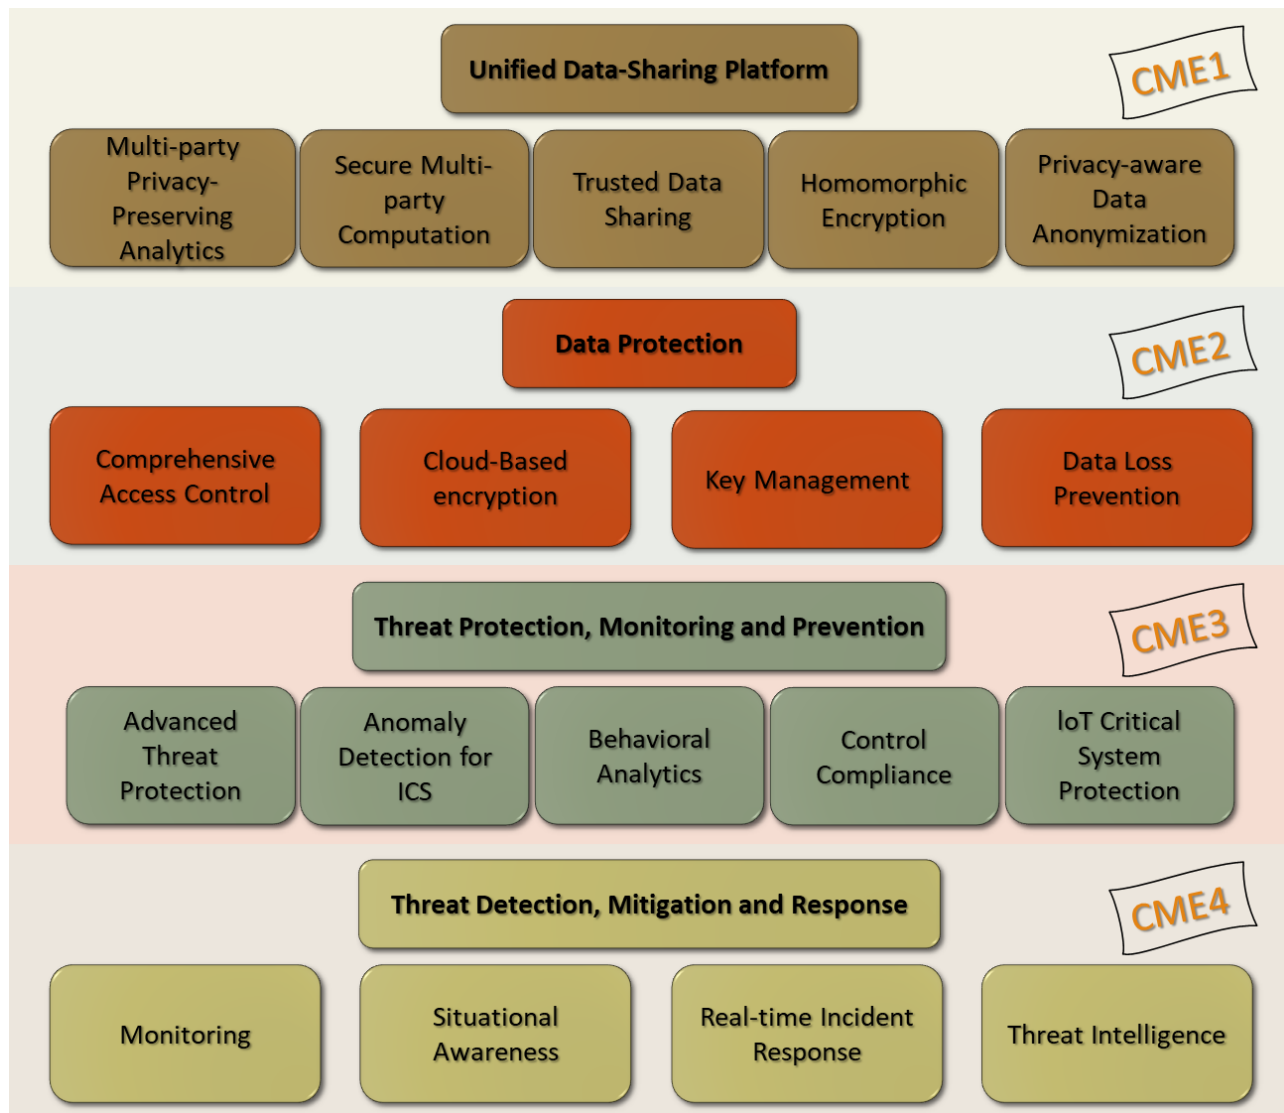 Unified Data-Sharing Platform
CME1
Multi-party
Privacy-
Preserving
Analytics
Secure Multi-
party
Computation
Trusted Data
Sharing
Homomorphic
Encryption
Privacy-aware
Data
Anonymization
Data Protection
CME2
Comprehensive
Access Control
Cloud-Based
encryption
Key Management
Data Loss
Prevention
Threat Protection, Monitoring and Prevention
CME3
Advanced
Threat
Protection
Anomaly
Detection for
ICS
Behavioral
Analytics
Control
Compliance
loT Critical
System
Protection
Threat Detection, Mitigation and Response
CME4
Monitoring
Situational
Awareness
Real-time Incident
Response
Threat Intelligence